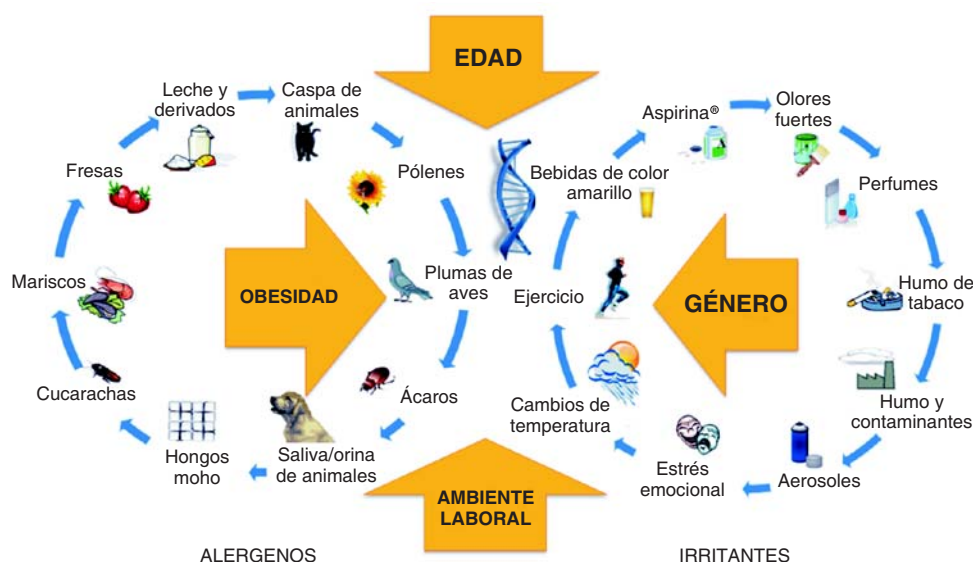 EDAD
Leche y
derivados
Caspa de
animales
Pólenes
Plumas de
aves
Ácaros
Saliva/orina
de animales
Hongos
moho
Cucarachas
Mariscos
Fresas
OBESIDAD
ALERGENOS
Aspirina®
Olores
fuertes
Perfumes
Humo de
tabaco
Humo y
contaminantes
Aerosoles
Estrés
emocional
Cambios de
temperatura
Ejercicio
Bebidas de color
amarillo
GÉNERO
AMBIENTE
LABORAL
IRRITANTES